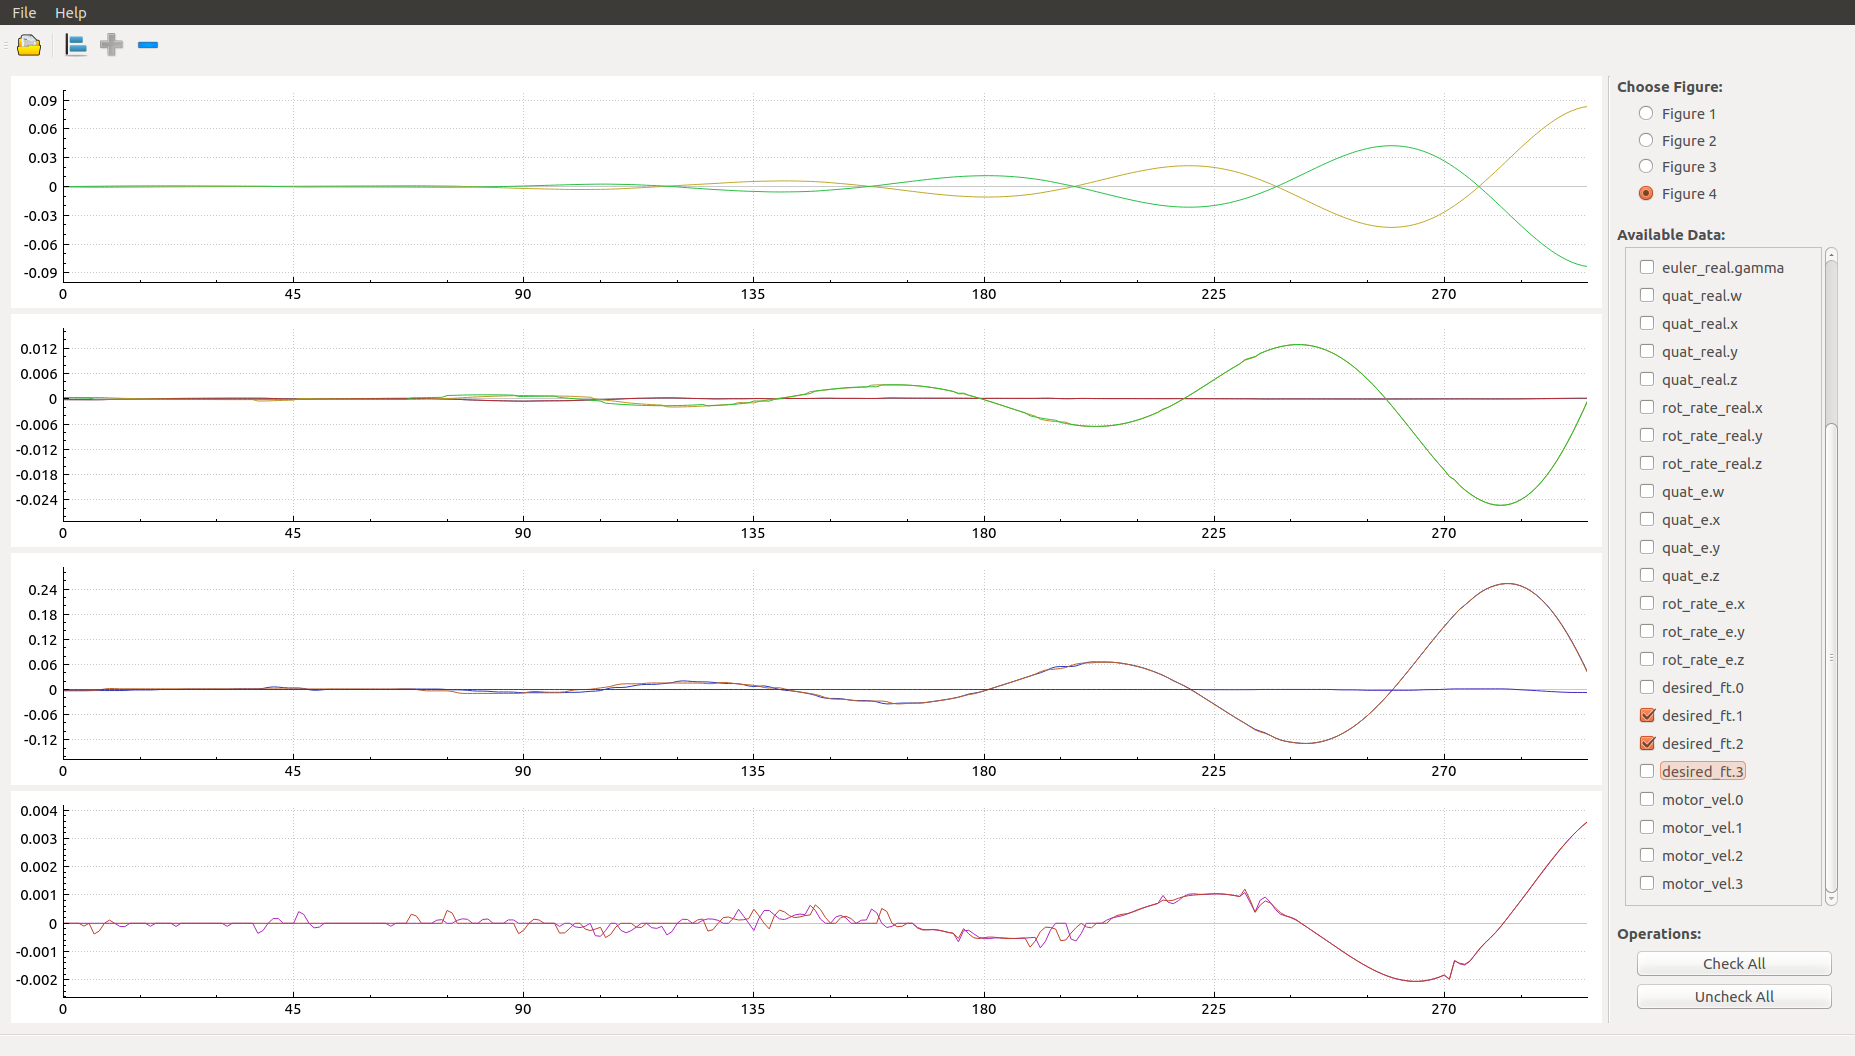 File Help
0.09
0.06
0.03
0
-0.03
-0.06
-0.09
0 45 90 135 180 225 270
0.012
0.006
0
-0.006
-0.012
-0.018
-0.024
0 45 90 135 180 225 270
0.24
0.18
0.12
0.06
0
-0.06
-0.12
0 45 90 135 180 225 270
0.004
0.003
0.002
0.001
0
-0.001
-0.002
0 45 90 135 180 225 270
Choose Figure:
Figure 1
Figure 2
Figure 3
Figure 4
Available Data:
euler_real.gamma
quat_real.w
quat_real.x
quat_real.y
quat_real.z
rot_rate_real.x
rot_rate_real.y
rot_rate_real.z
quat_e.w
quat_e.x
quat_e.y
quat_e.z
rot_rate_e.x
rot_rate_e.y
rot_rate_e.z
desired_ft.0
desired_ft.1
desired_ft.2
desired_ft.3
motor_vel.0
motor_vel.1
motor_vel.2
motor_vel.3
Operations:
Check All
Uncheck All